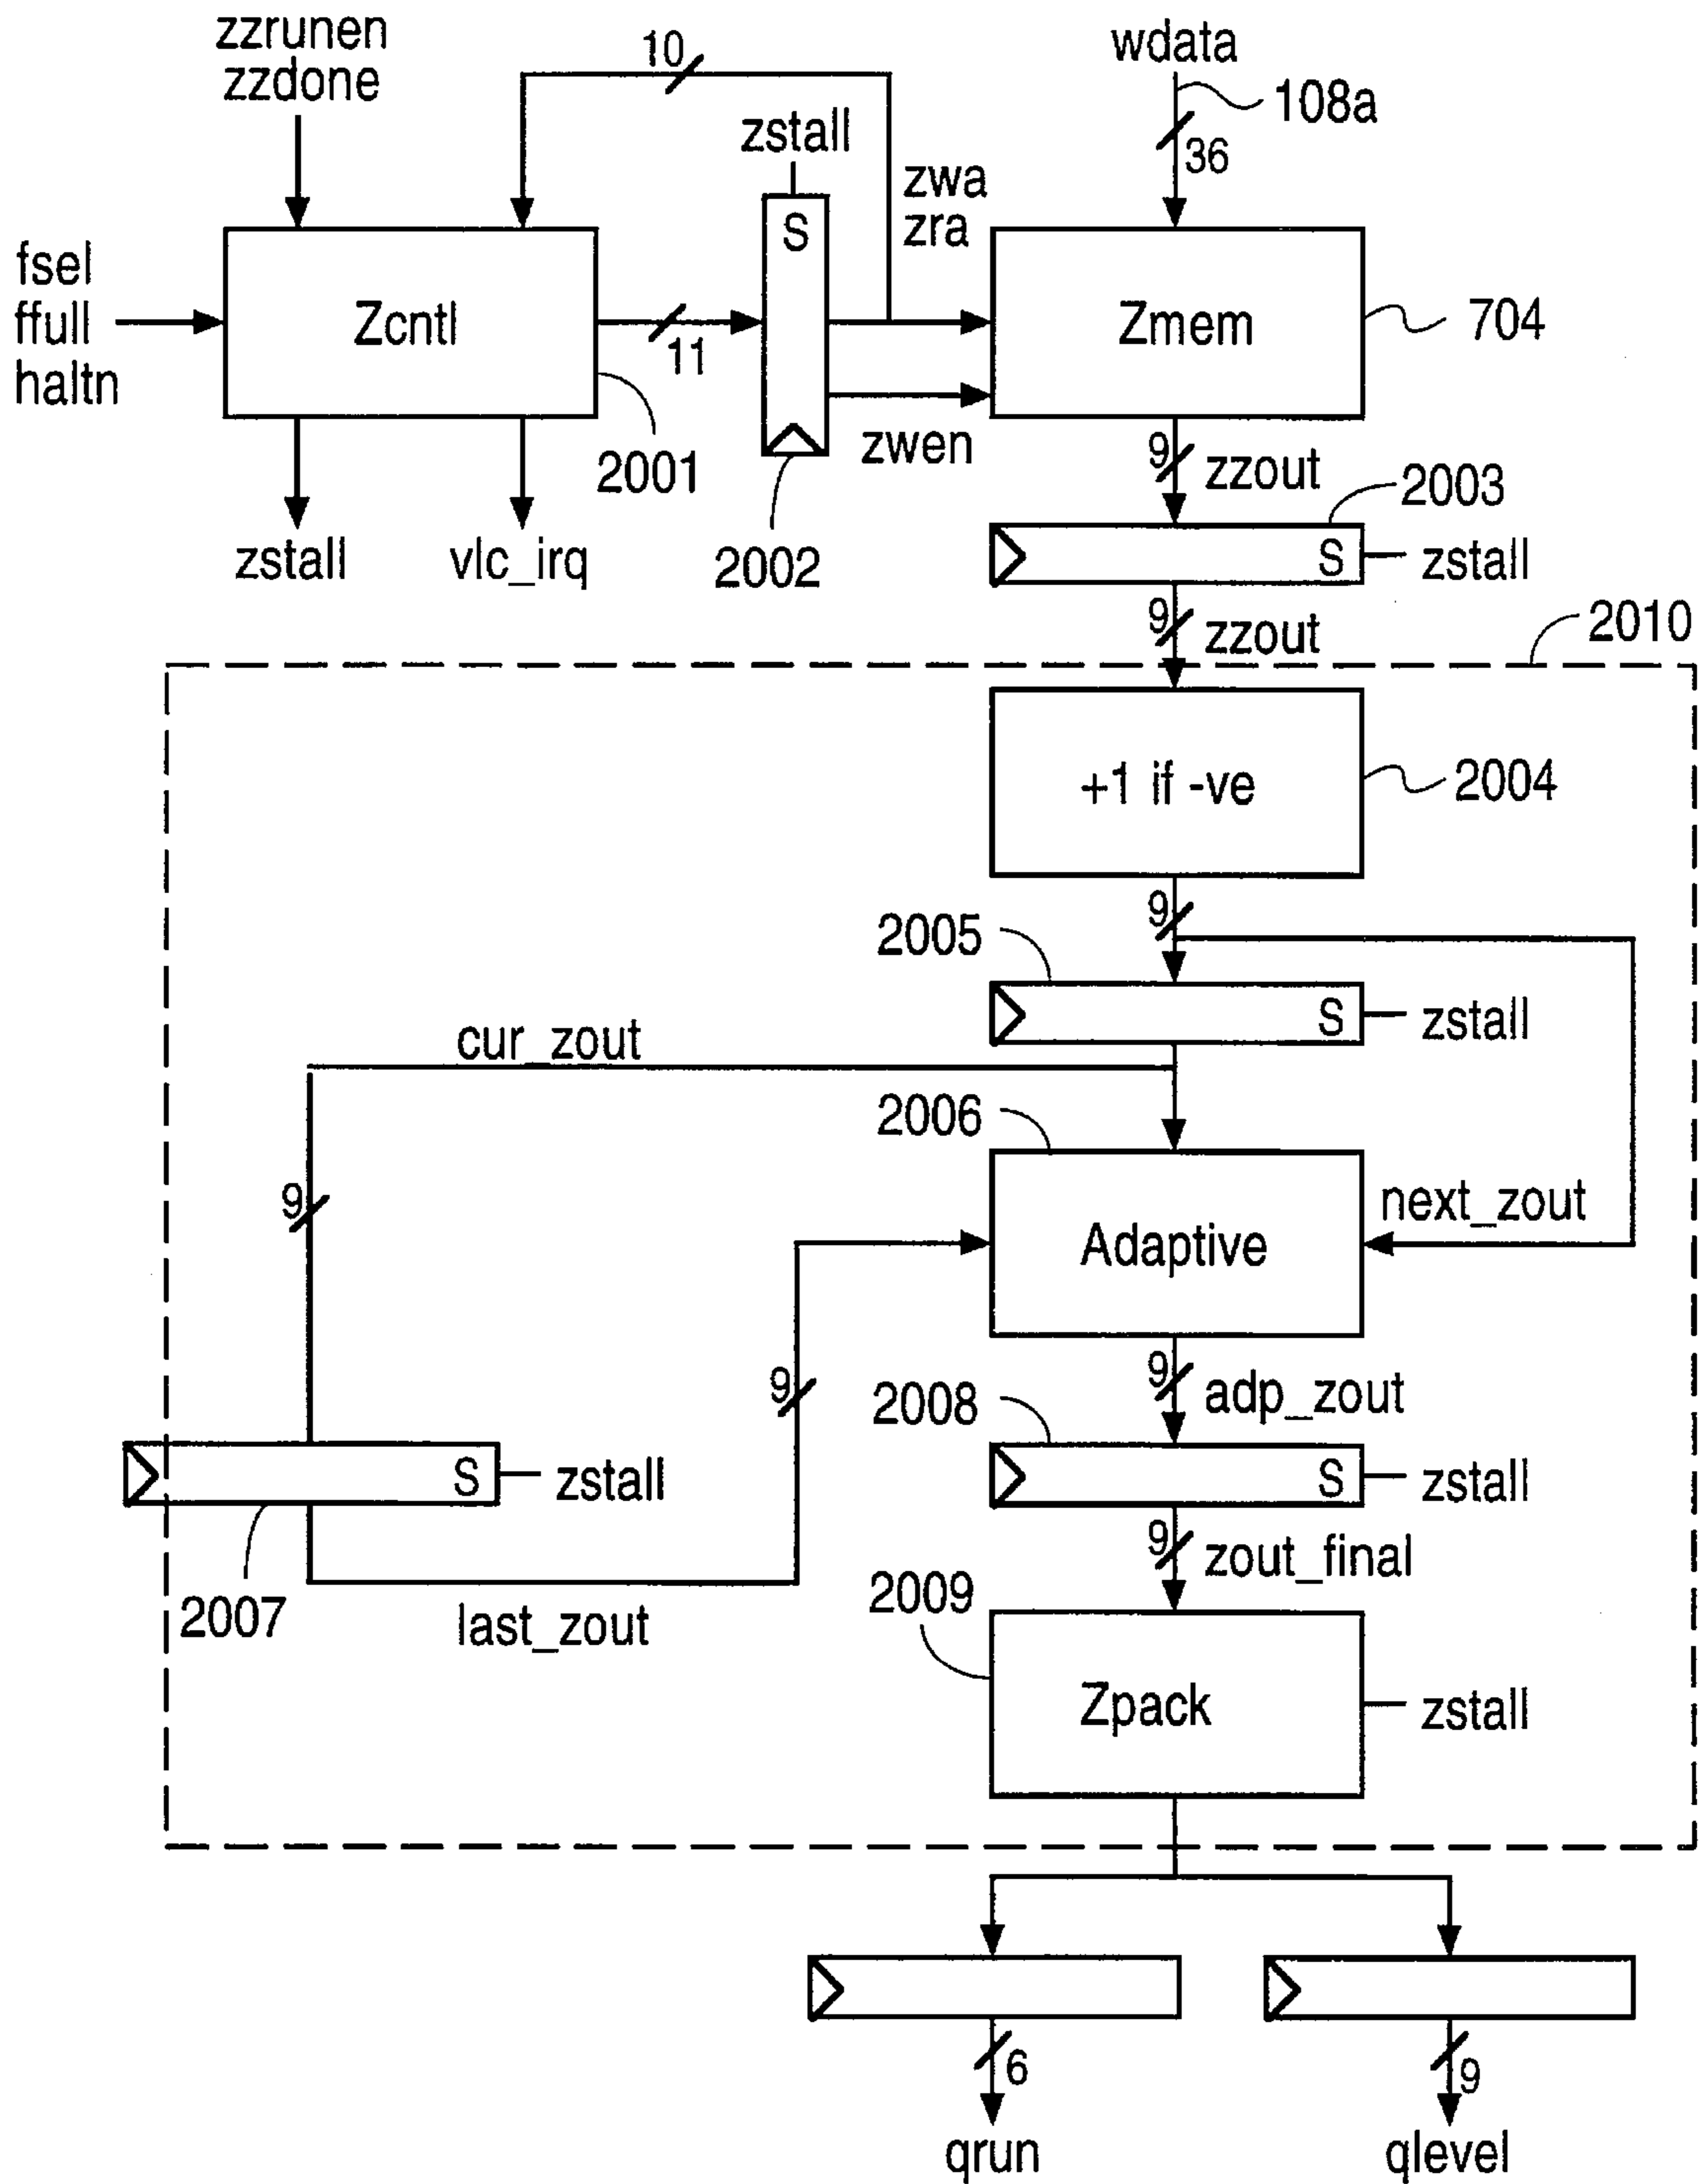 zzrunen
zzdone
10
wdata
108a
36
zstall
zwa
zra
fsel
ffull
haltn
Zcntl
11
S
Zmem
704
zwen
2001
2002
zstall
vlc_irq
9
zzout
2003
S
zstall
9
zzout
2010
+1 if -ve
2004
9
2005
S
zstall
cur_zout
2006
9
Adaptive
next_zout
9
9
adp_zout
2008
S
zstall
S
zstall
2007
last_zout
9
zout_final
2009
Zpack
zstall
6
9
qrun
qlevel